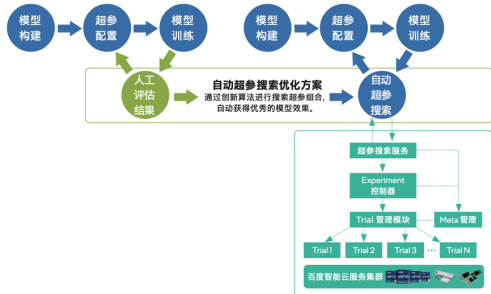 模型
构建
超参
配置
模型
训练
模型
构建
超参
配置
模型
训练
人工
评估
结果
自动超参搜索优化方案
通过创新算法进行搜索超参组合，
自动获得优秀的模型效果。
自动
超参
搜索
超参搜索服务
Experiment
控制器
Trial 管理模块
Meta 管理
Trial 1
Trial 2
Trial 3
…
Trial N
百度智能云服务集群